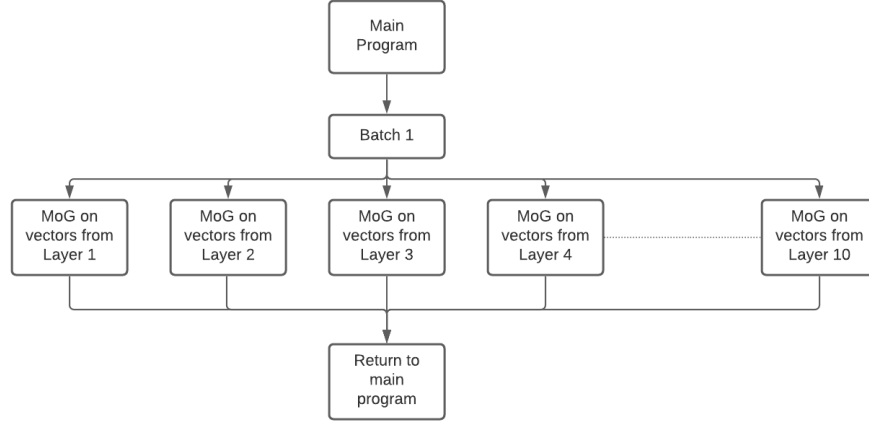 Main
Program
Batch 1
MoG on
vectors from
Layer 1
MoG on
vectors from
Layer 2
MoG on
vectors from
Layer 3
MoG on
vectors from
Layer 4
MoG on
vectors from
Layer 10
Return to
main
program